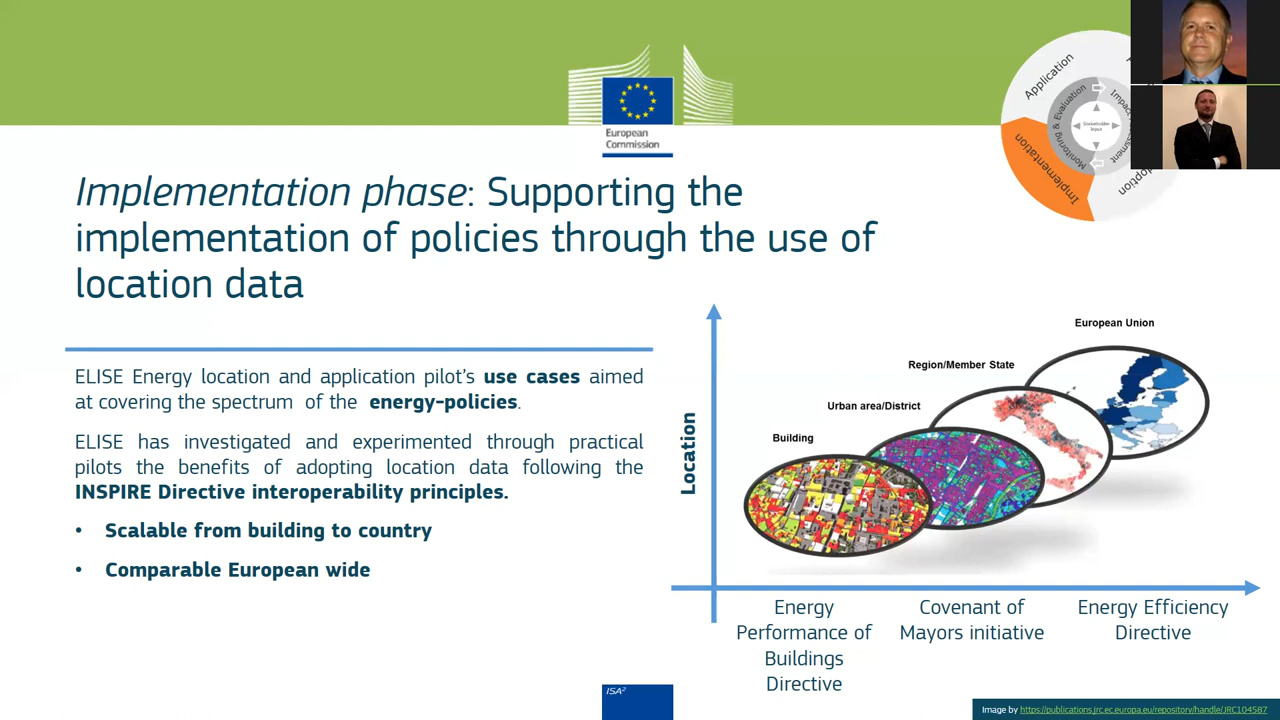 European
Commission
Application
Implementation
Monitoring & Evaluation
Stakeholder
input
Implementation phase: Supporting the
implementation of policies through the use of
location data
ELISE Energy location and application pilot's use cases aimed
at covering the spectrum of the energy-policies.
ELISE has investigated and experimented through practical
pilots the benefits of adopting location data following the
INSPIRE Directive interoperability principles.
• Scalable from building to country
• Comparable European wide
European Union
Region/Member State
Urban area/District
Building
Location
Energy
Performance of
Buildings
Directive
Covenant of
Mayors initiative
Energy Efficiency
Directive
ISA²
Image by https://publications.jrc.ec.europa.eu/repository/handle/JRC104587